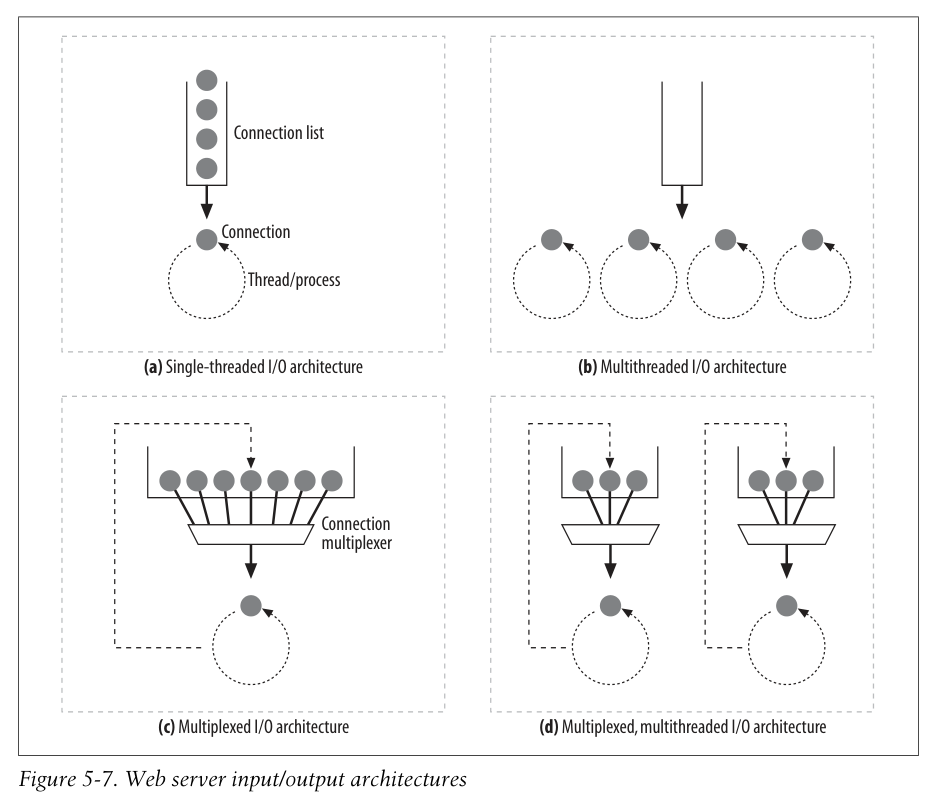 Connection list
Connection
Thread/process
(a) Single-threaded I/O architecture
(b) Multithreaded I/O architecture
Connection
multiplexer
(c) Multiplexed I/O architecture
(d) Multiplexed, multithreaded I/O architecture
Figure 5-7. Web server input/output architectures